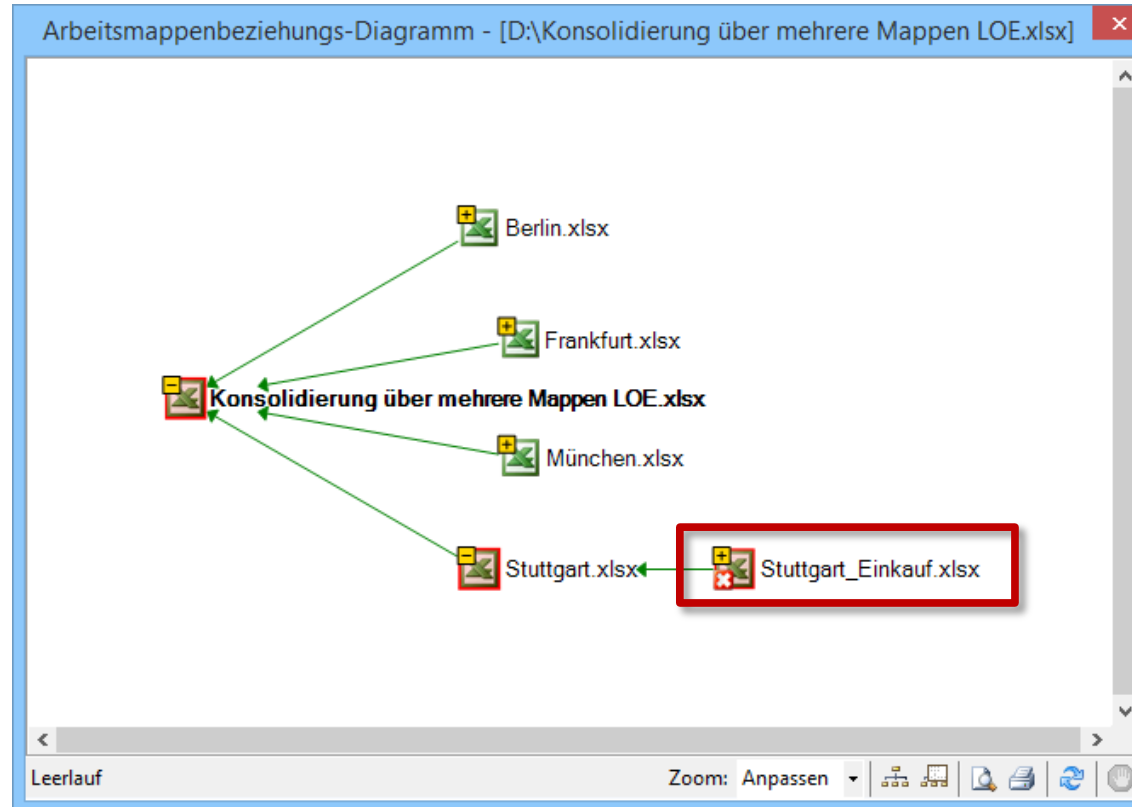 Arbeitsmappenbeziehungs-Diagramm - [D:\Konsolidierung über mehrere Mappen LOE.xlsx]
Berlin.xlsx
Frankfurt.xlsx
Konsolidierung über mehrere Mappen LOE.xlsx
München.xlsx
Stuttgart.xlsx
Stuttgart_Einkauf.xlsx
Leerlauf
Zoom: Anpassen